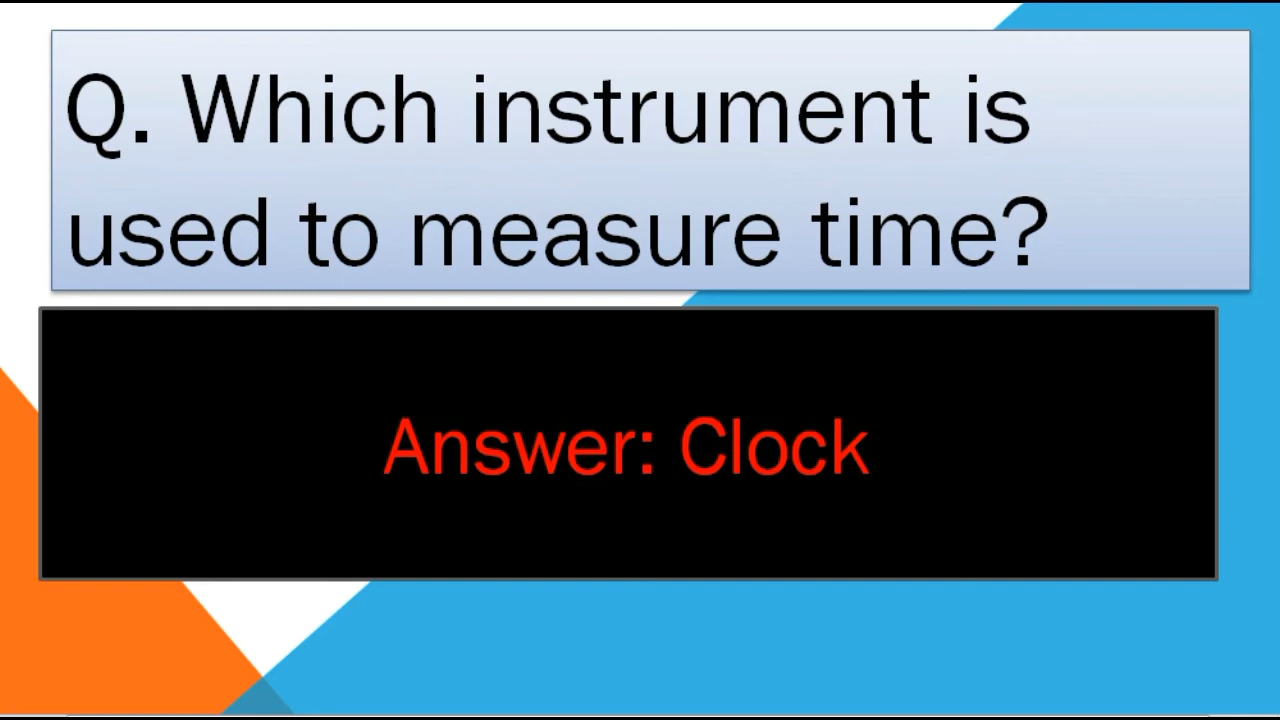 Q. Which instrument is
used to measure time?
Answer: Clock